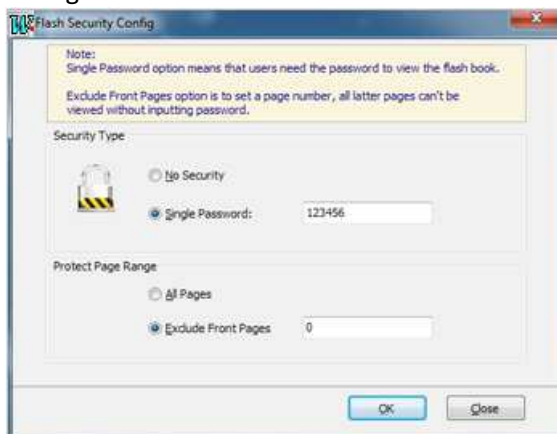 Flash Security Config
Note:
Single Password option means that users need the password to view the flash book.
Exclude Front Pages option is to set a page number, all latter pages can't be
viewed without inputting password.
Security Type
No Security
Single Password: 123456
Protect Page Range
All Pages
Exclude Front Pages 0
OK Close